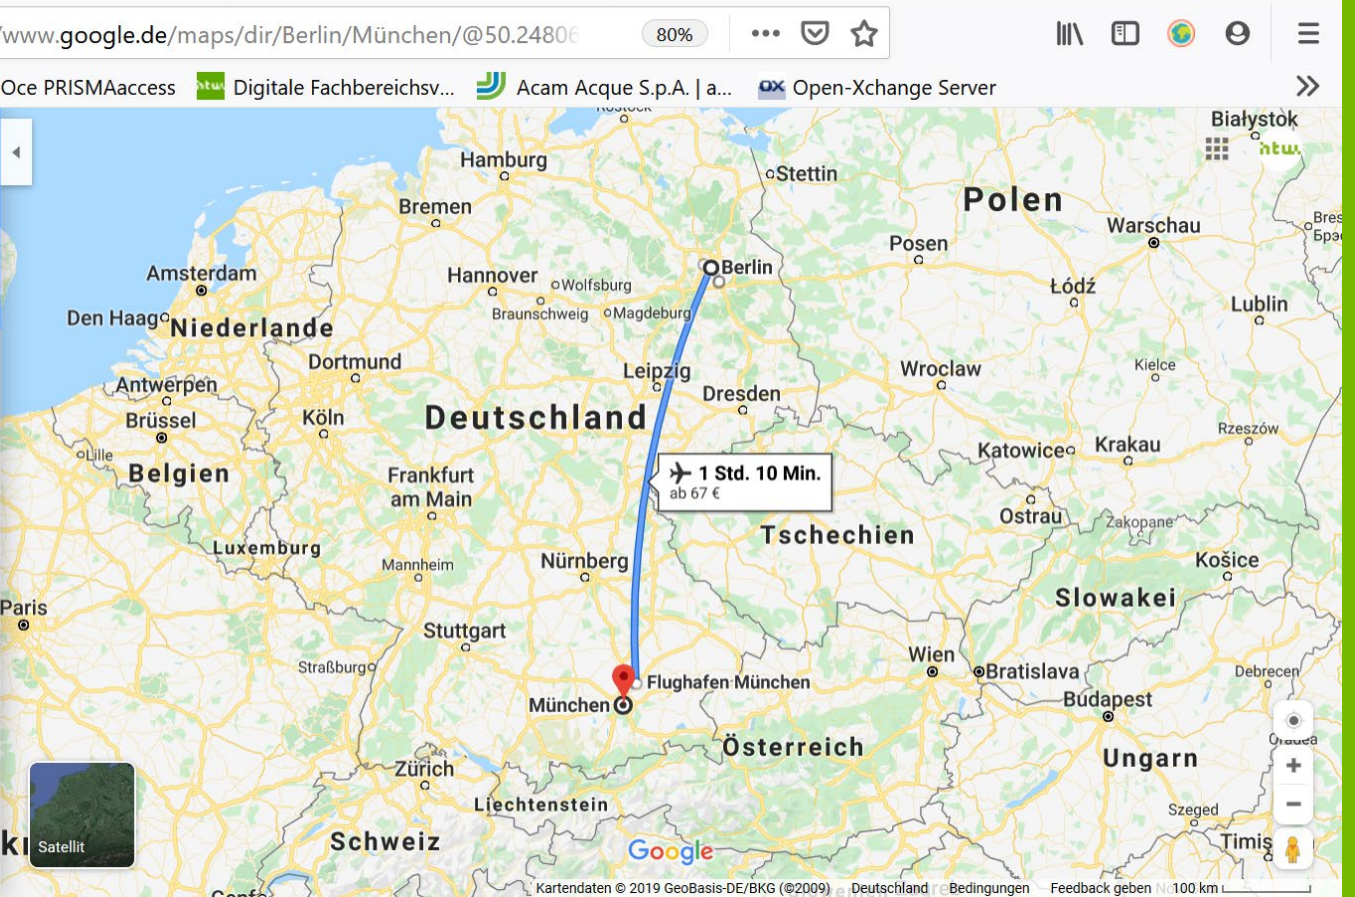 www.google.de/maps/dir/Berlin/München/@50.24806
80%
Oce PRISMAaccess
htw
Digitale Fachbereichsv...
Acam Acque S.p.A. | a...
OX
Open-Xchange Server
Rostock
Białystok
htw
Hamburg
Stettin
Polen
Bremen
Warschau
Posen
Berlin
Amsterdam
Hannover
Wolfsburg
Łódź
Den Haag
Niederlande
Braunschweig
Magdeburg
Lublin
Dortmund
Leipzig
Wroclaw
Kielce
Antwerpen
Dresden
Brüssel
Köln
Deutschland
Rzeszów
Lille
Katowice
Krakau
Belgien
Frankfurt
am Main
1 Std. 10 Min.
ab 67 €
Ostrau
Zakopane
Tschechien
Luxemburg
Mannheim
Nürnberg
Košice
Slowakei
Paris
Stuttgart
Wien
Straßburg
Bratislava
Debrecen
Flughafen München
München
Budapest
Österreich
Oradea
Ungarn
Zürich
Liechtenstein
Szeged
Schweiz
Satellit
Google
Timiș
Kartendaten © 2019 GeoBasis-DE/BKG (©2009)
Deutschland
Bedingungen
Feedback geben
100 km